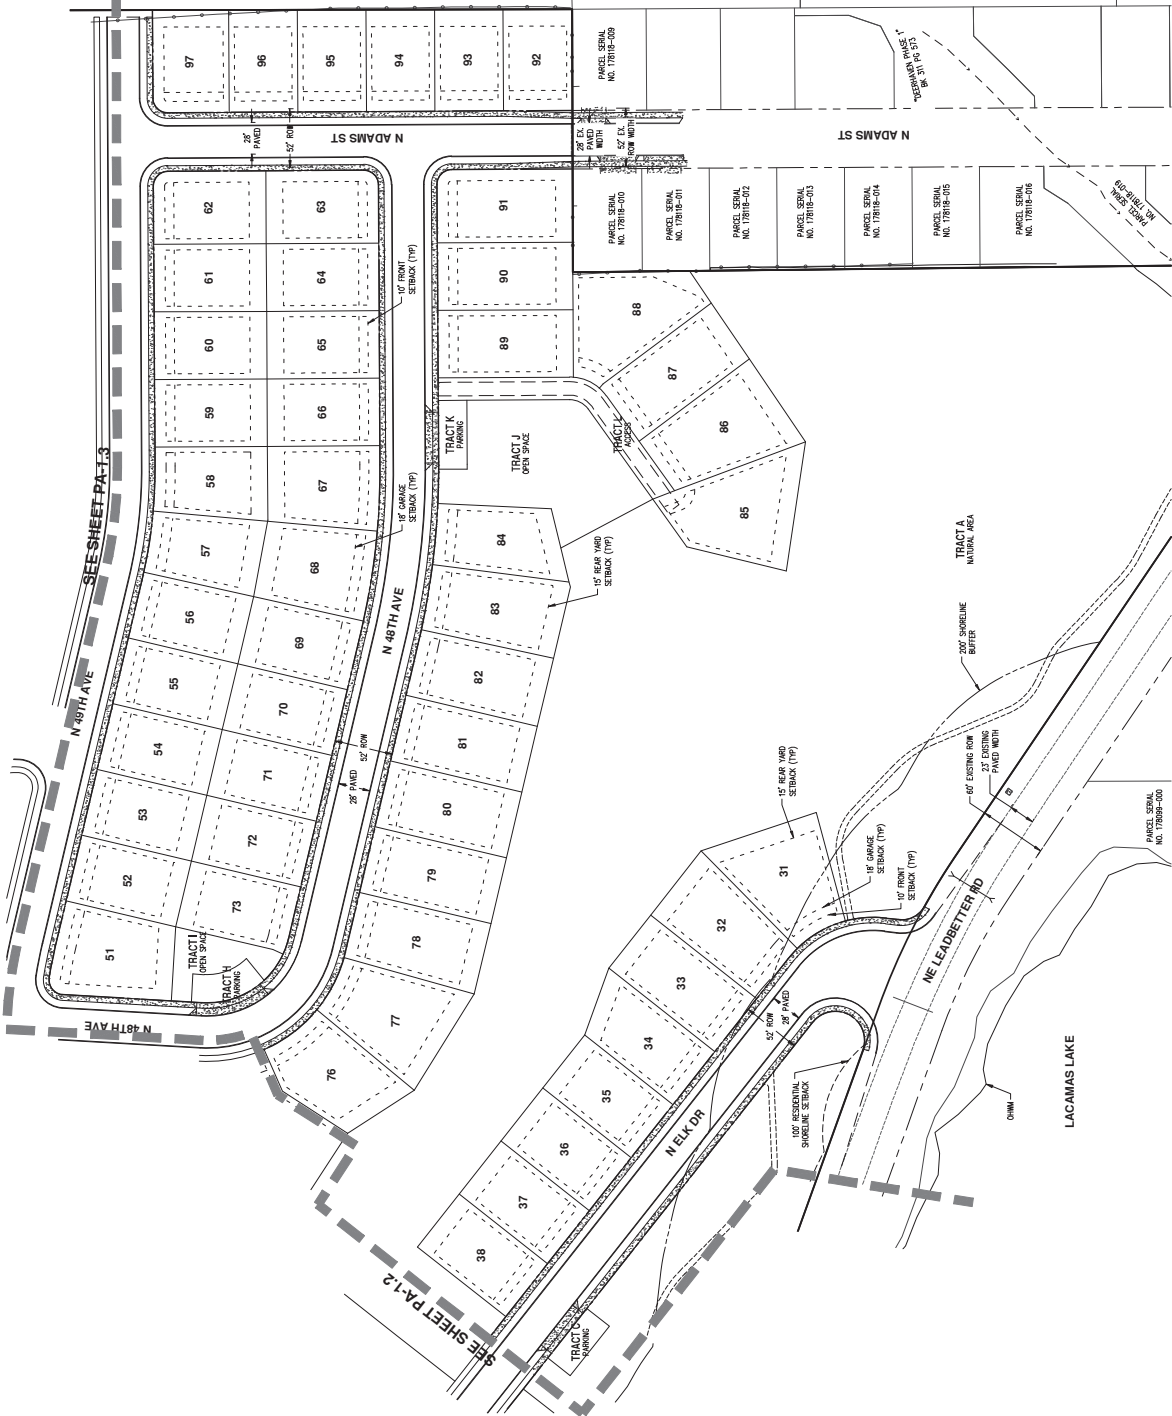 97
96
95
94
93
92
PARCEL SERIAL
NO. 178118-009
"DEERHAVEN PHASE 1"
BK. 311 PG 573
28'
PAVED
52' ROW
N ADAMS ST
28' EX.
PAVED
WIDTH
52' EX.
ROW WIDTH
N ADAMS ST
62
63
91
PARCEL SERIAL
NO. 178118-010
PARCEL SERIAL
NO. 178118-011
PARCEL SERIAL
NO. 178118-012
PARCEL SERIAL
NO. 178118-013
PARCEL SERIAL
NO. 178118-014
PARCEL SERIAL
NO. 178118-015
PARCEL SERIAL
NO. 178118-016
PARCEL SERIAL
NO. 178118-019
61
64
10' FRONT
SETBACK (TYP)
90
88
60
65
89
87
59
66
TRACT K
PARKING
TRACT J
OPEN SPACE
TRACT L
ACCESS
86
SEE SHEET PA-1.3
58
67
18' GARAGE
SETBACK (TYP)
85
57
68
84
15' REAR YARD
SETBACK (TYP)
TRACT A
NATURAL AREA
56
69
N 48TH AVE
83
82
200' SHORELINE
BUFFER
N 49TH AVE
55
70
81
54
71
52' ROW
28' PAVED
80
15' REAR YARD
SETBACK (TYP)
60' EXISTING ROW
23' EXISTING
PAVED WIDTH
53
72
79
31
18' GARAGE
SETBACK (TYP)
10' FRONT
SETBACK (TYP)
PARCEL SERIAL
NO. 178099-000
52
73
78
32
51
TRACT I
OPEN SPACE
TRACT H
PARKING
77
33
NE LEADBETTER RD
N 48TH AVE
76
34
52' ROW
28' PAVED
35
100' RESIDENTIAL
SHORELINE SETBACK
OHWM
LACAMAS LAKE
36
N ELK DR
37
38
SEE SHEET PA-1.2
TRACT C
PARKING